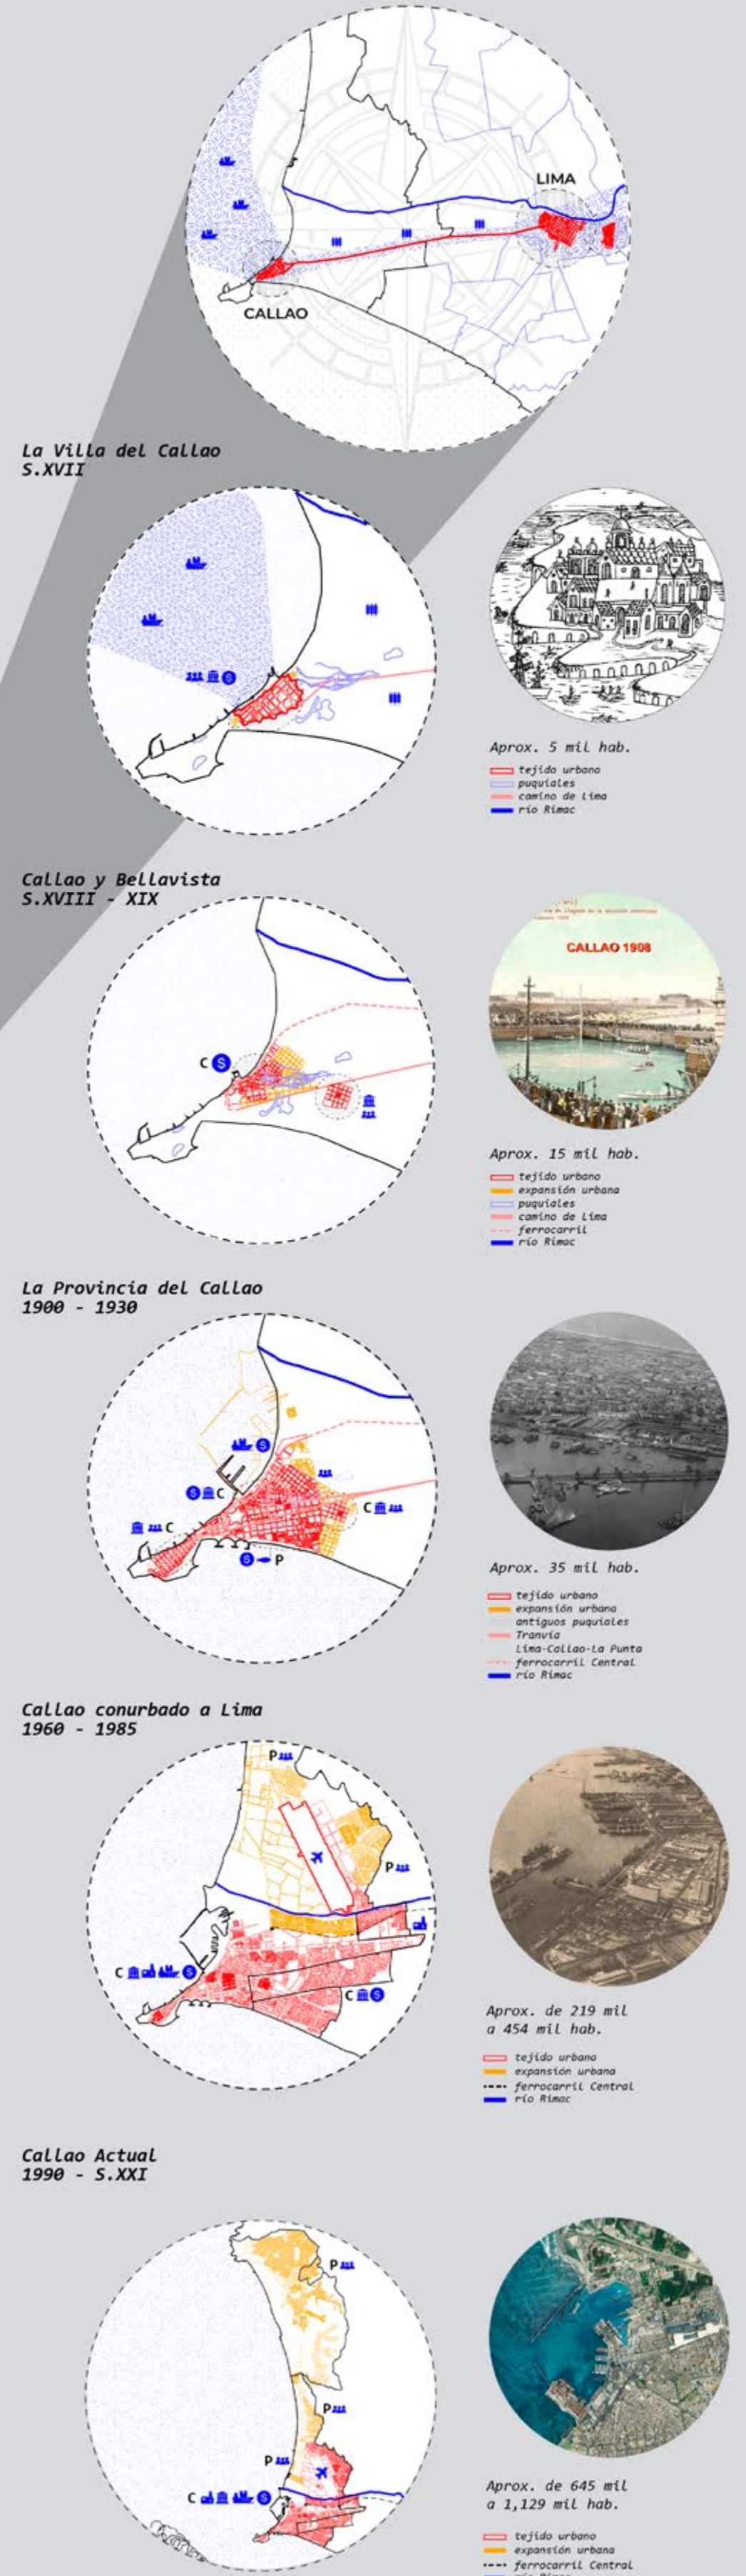 LIMA
CALLAO
La Villa del Callao
S.XVII
Aprox. 5 mil hab.
tejido urbano
puquiales
camino de Lima
río Rimac
Callao y Bellavista
S.XVIII - XIX
CALLAO 1908
C
Aprox. 15 mil hab.
tejido urbano
expansión urbana
puquiales
camino de Lima
ferrocarril
río Rimac
La Provincia del Callao
1900 - 1930
C
C
C
P
Aprox. 35 mil hab.
tejido urbano
expansión urbana
antiguos puquiales
Tranvía
Lima-Callao-La Punta
ferrocarril Central
río Rimac
Callao conurbado a Lima
1960 - 1985
P
P
C
C
Aprox. de 219 mil
a 454 mil hab.
tejido urbano
expansión urbana
ferrocarril Central
río Rimac
Callao Actual
1990 - S.XXI
P
P
P
C
Aprox. de 645 mil
a 1,129 mil hab.
tejido urbano
expansión urbana
ferrocarril Central